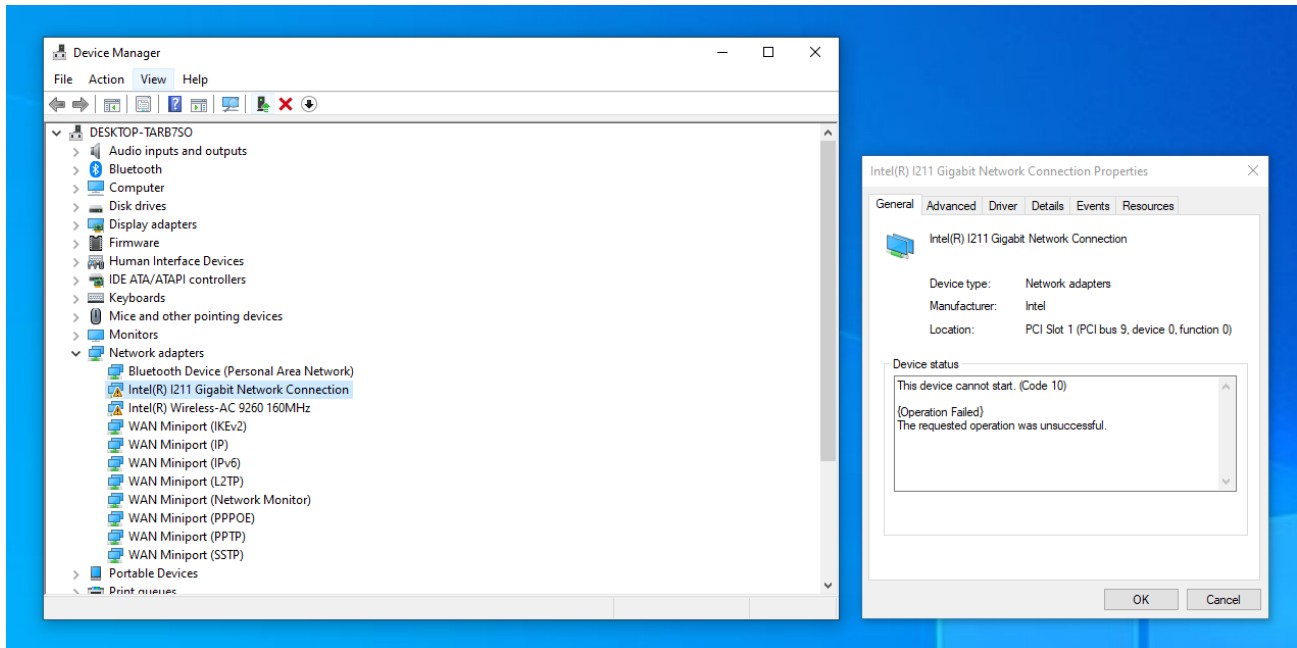 Device Manager
File Action View Help
DESKTOP-TARB7SO
Audio inputs and outputs
Bluetooth
Computer
Disk drives
Display adapters
Firmware
Human Interface Devices
IDE ATA/ATAPI controllers
Keyboards
Mice and other pointing devices
Monitors
Network adapters
Bluetooth Device (Personal Area Network)
Intel(R) I211 Gigabit Network Connection
Intel(R) Wireless-AC 9260 160MHz
WAN Miniport (IKEv2)
WAN Miniport (IP)
WAN Miniport (IPv6)
WAN Miniport (L2TP)
WAN Miniport (Network Monitor)
WAN Miniport (PPPOE)
WAN Miniport (PPTP)
WAN Miniport (SSTP)
Portable Devices
Print queues
Intel(R) I211 Gigabit Network Connection Properties
General Advanced Driver Details Events Resources
Intel(R) I211 Gigabit Network Connection
Device type: Network adapters
Manufacturer: Intel
Location: PCI Slot 1 (PCI bus 9, device 0, function 0)
Device status
This device cannot start. (Code 10)
{Operation Failed}
The requested operation was unsuccessful.
OK Cancel